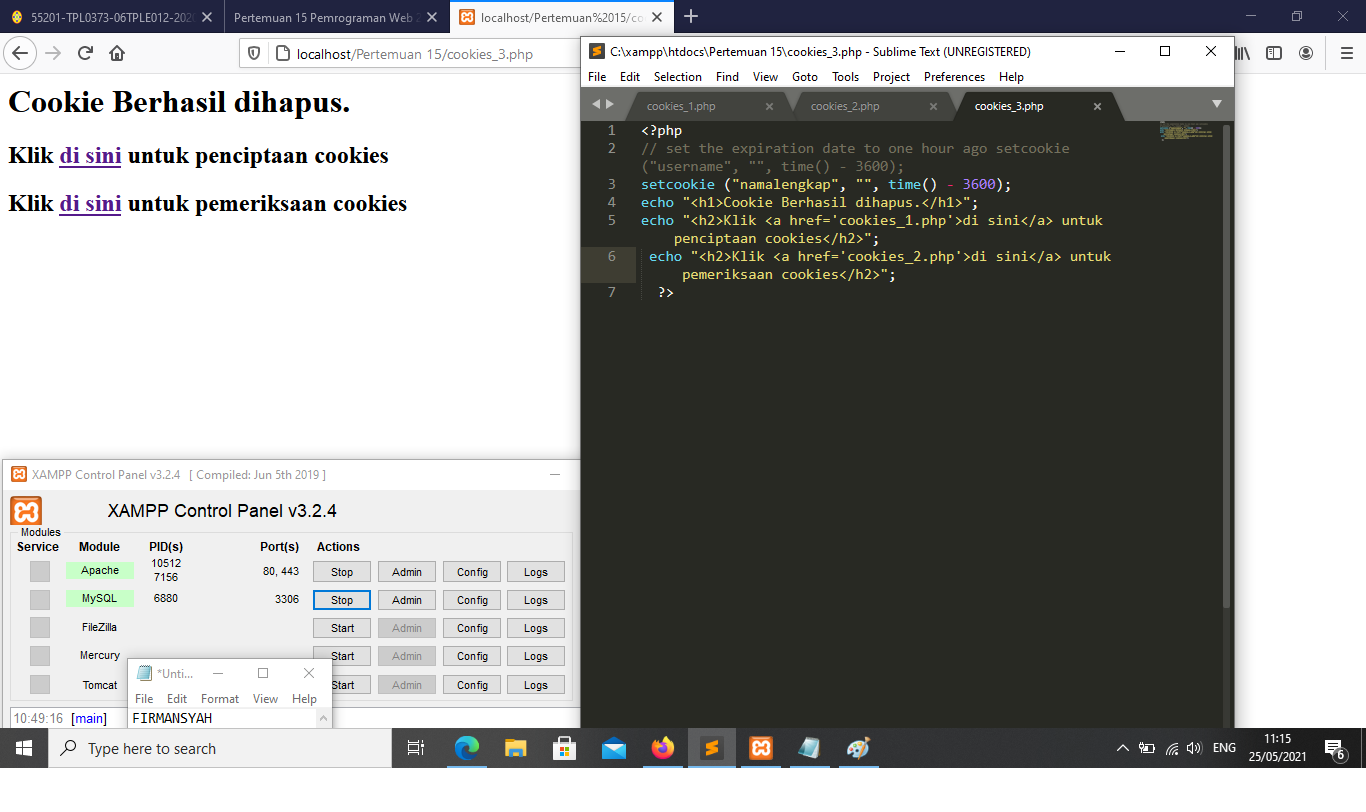 55201-TPL0373-06TPLE012-202
Pertemuan 15 Pemrograman Web 2
localhost/Pertemuan%2015/co
localhost/Pertemuan 15/cookies_3.php
Cookie Berhasil dihapus.
Klik di sini untuk penciptaan cookies
Klik di sini untuk pemeriksaan cookies
C:\xampp\htdocs\Pertemuan 15\cookies_3.php - Sublime Text (UNREGISTERED)
File Edit Selection Find View Goto Tools Project Preferences Help
cookies_1.php cookies_2.php cookies_3.php
1 <?php
2 // set the expiration date to one hour ago setcookie
("username", "", time() - 3600);
3 setcookie ("namalengkap", "", time() - 3600);
4 echo "<h1>Cookie Berhasil dihapus.</h1>";
5 echo "<h2>Klik <a href='cookies_1.php'>di sini</a> untuk
penciptaan cookies</h2>";
6 echo "<h2>Klik <a href='cookies_2.php'>di sini</a> untuk
pemeriksaan cookies</h2>";
7 ?>
XAMPP Control Panel v3.2.4 [ Compiled: Jun 5th 2019 ]
XAMPP Control Panel v3.2.4
Modules
Service Module PID(s) Port(s) Actions
Apache 10512 7156 80, 443 Stop Admin Config Logs
MySQL 6880 3306 Stop Admin Config Logs
FileZilla Start Admin Config Logs
Mercury Start Admin Config Logs
Tomcat Start Admin Config Logs
10:49:16 [main]
*Unti...
File Edit Format View Help
FIRMANSYAH
Type here to search
ENG
11:15
25/05/2021
6